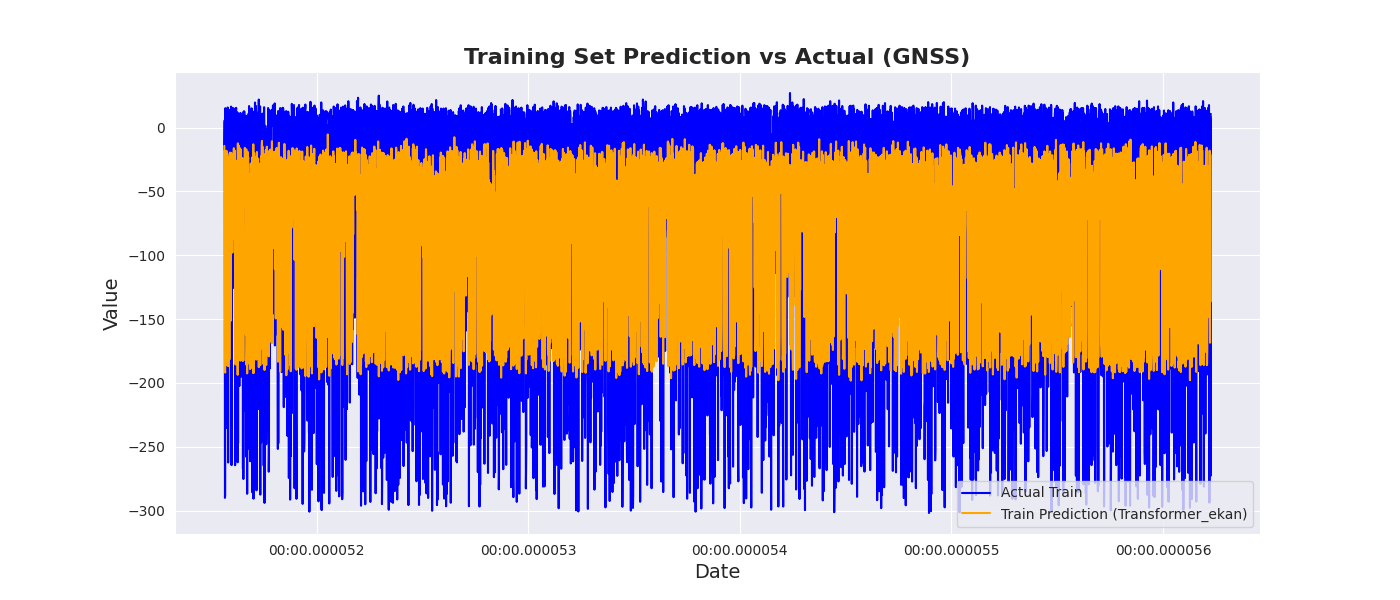 Training Set Prediction vs Actual (GNSS)
Value
0
−50
−100
−150
−200
−250
−300
Actual Train
Train Prediction (Transformer_ekan)
00:00.000052
00:00.000053
00:00.000054
00:00.000055
00:00.000056
Date